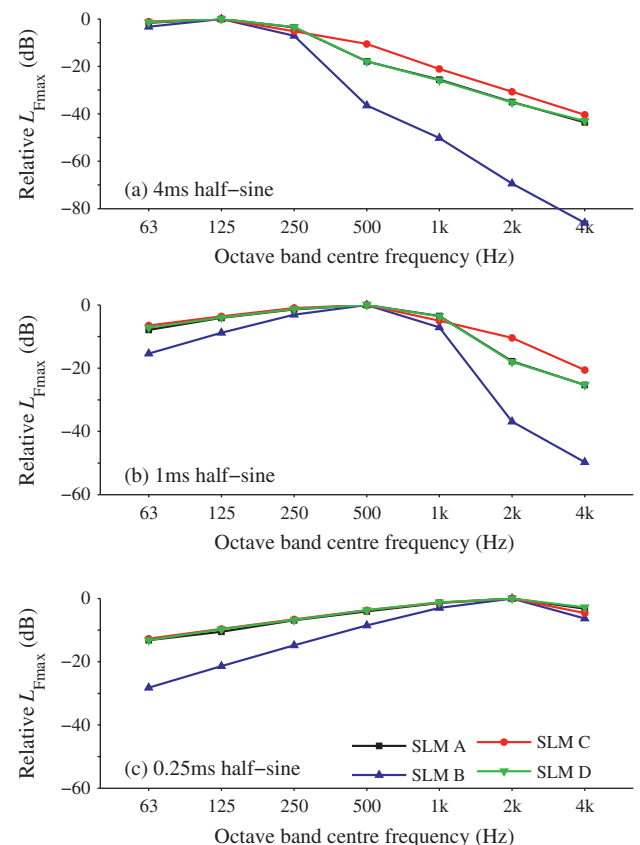 Relative LFmax (dB)
0
−20
−40
−60
−80
(a) 4ms half−sine
63 125 250 500 1k 2k 4k
Octave band centre frequency (Hz)
Relative LFmax (dB)
0
−20
−40
−60
(b) 1ms half−sine
63 125 250 500 1k 2k 4k
Octave band centre frequency (Hz)
Relative LFmax (dB)
0
−20
−40
−60
(c) 0.25ms half−sine
SLM A SLM C
SLM B SLM D
63 125 250 500 1k 2k 4k
Octave band centre frequency (Hz)